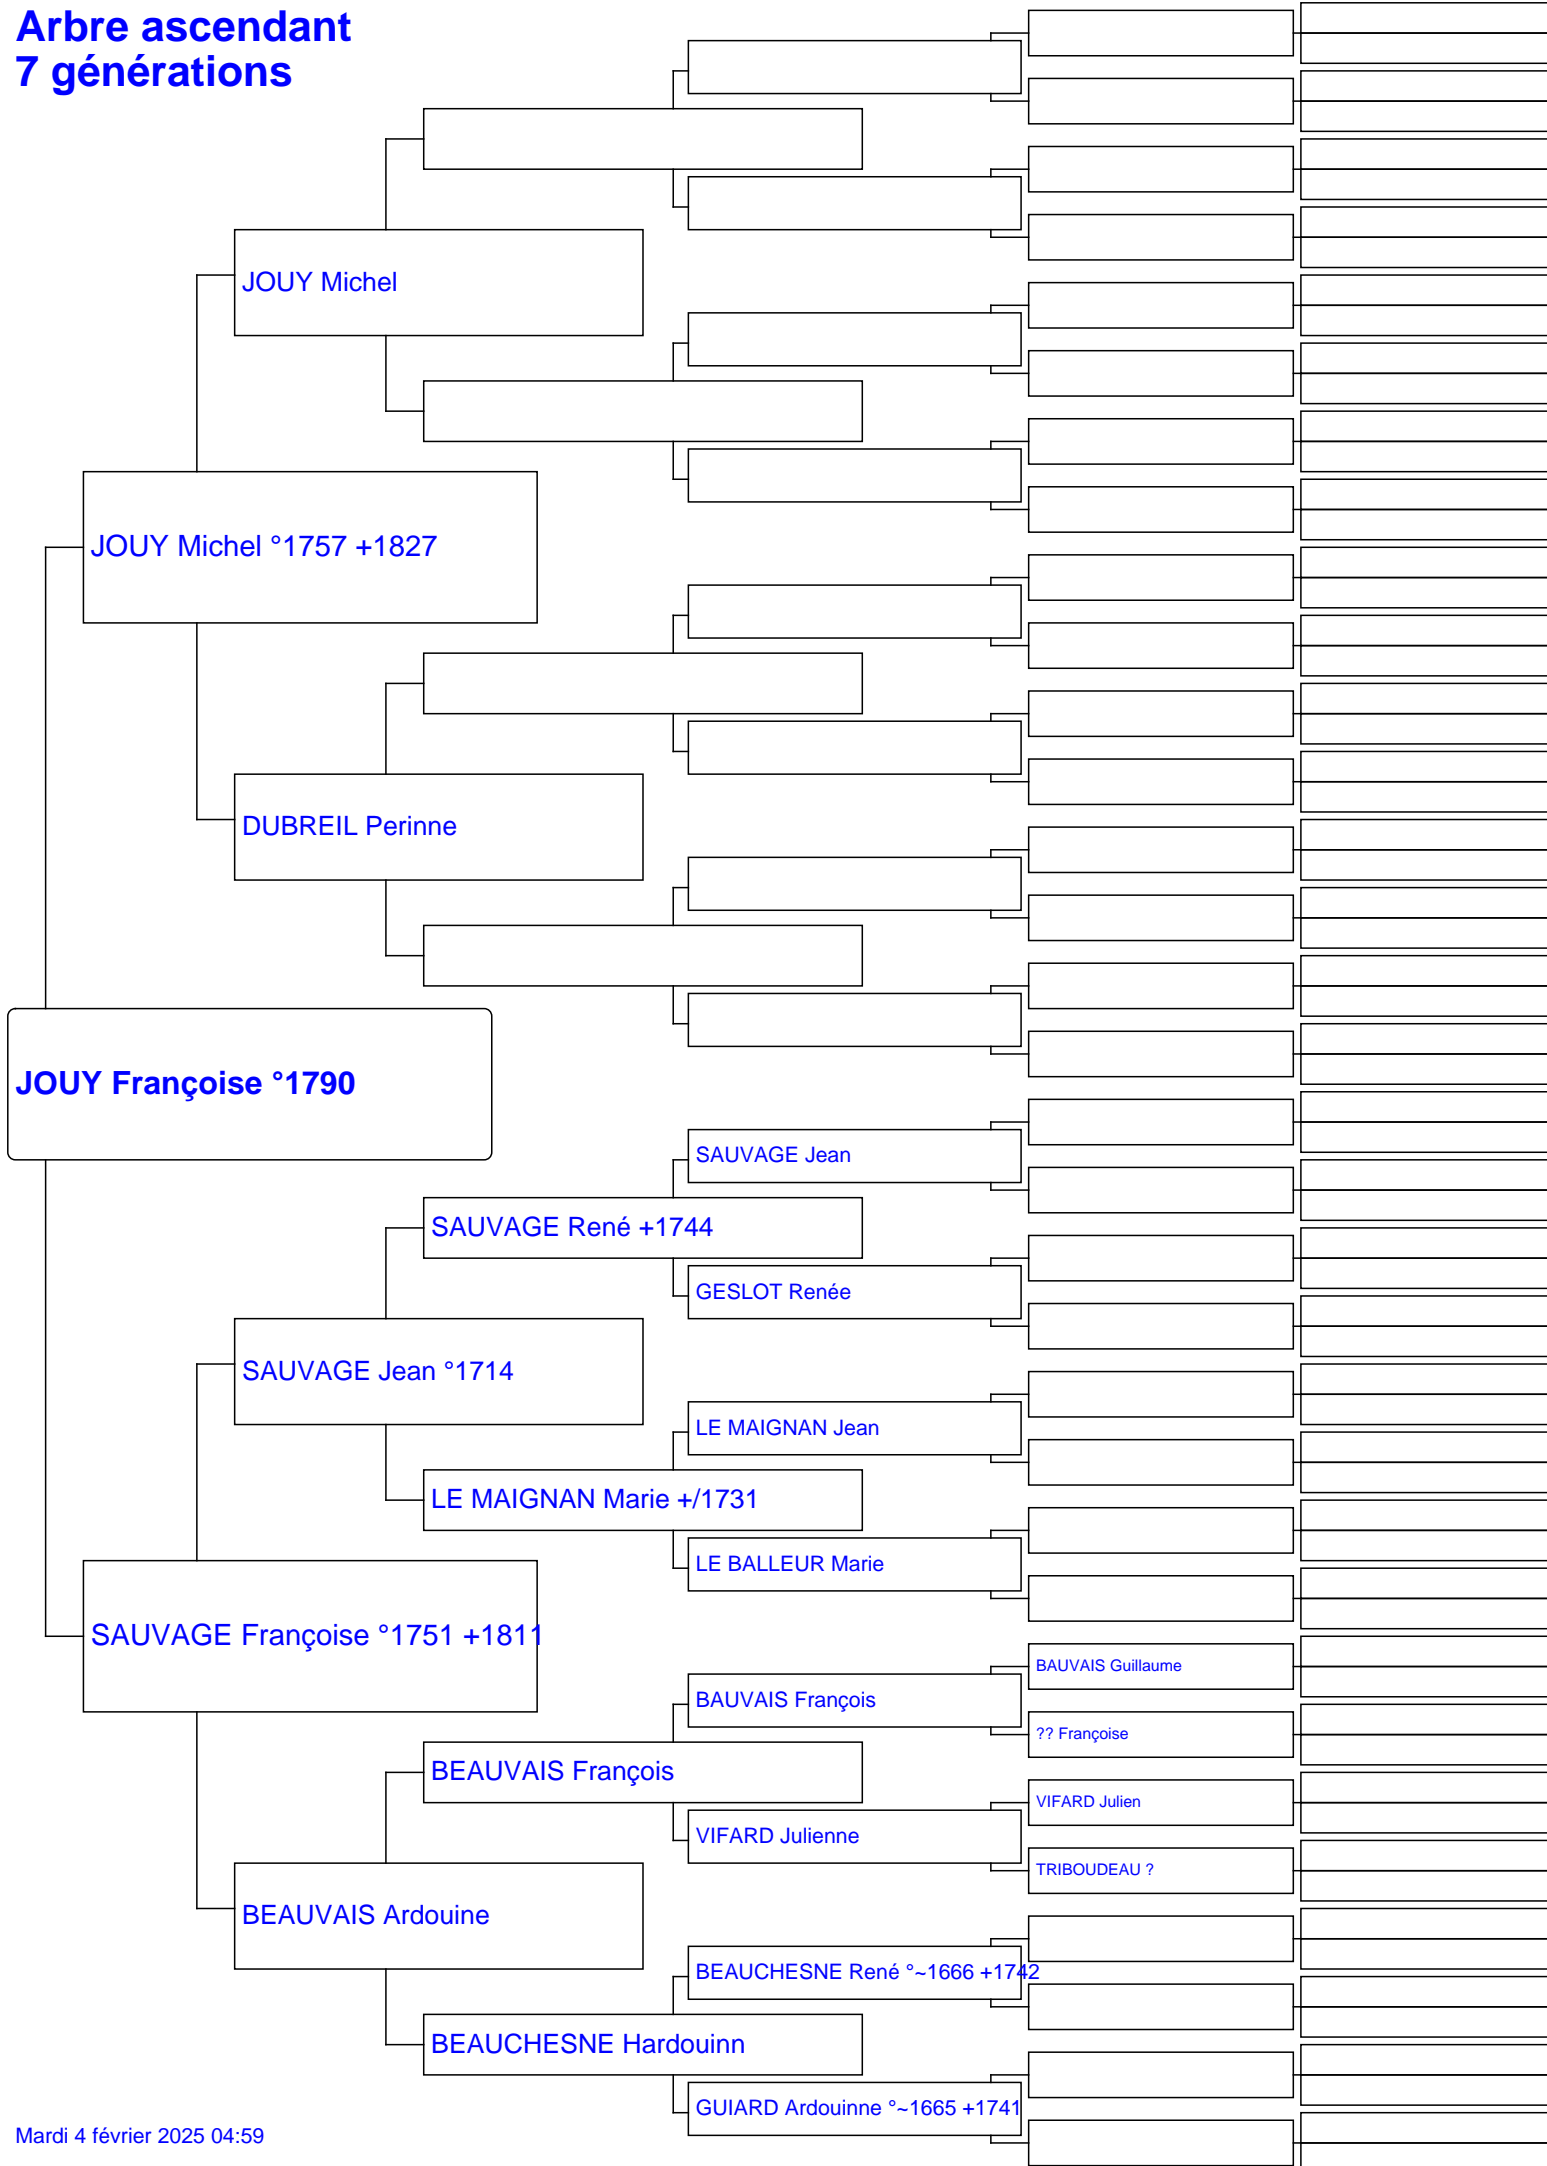 Arbre ascendant
7 générations
JOUY Michel
JOUY Michel °1757 +1827
DUBREIL Perinne
JOUY Françoise °1790
SAUVAGE Jean
SAUVAGE René +1744
GESLOT Renée
SAUVAGE Jean °1714
LE MAIGNAN Jean
LE MAIGNAN Marie +/1731
LE BALLEUR Marie
SAUVAGE Françoise °1751 +1811
BAUVAIS Guillaume
BAUVAIS François
?? Françoise
BEAUVAIS François
VIFARD Julien
VIFARD Julienne
TRIBOUDEAU ?
BEAUVAIS Ardouine
BEAUCHESNE René °~1666 +1742
BEAUCHESNE Hardouinn
GUIARD Ardouinne °~1665 +1741
Mardi 4 février 2025 04:59